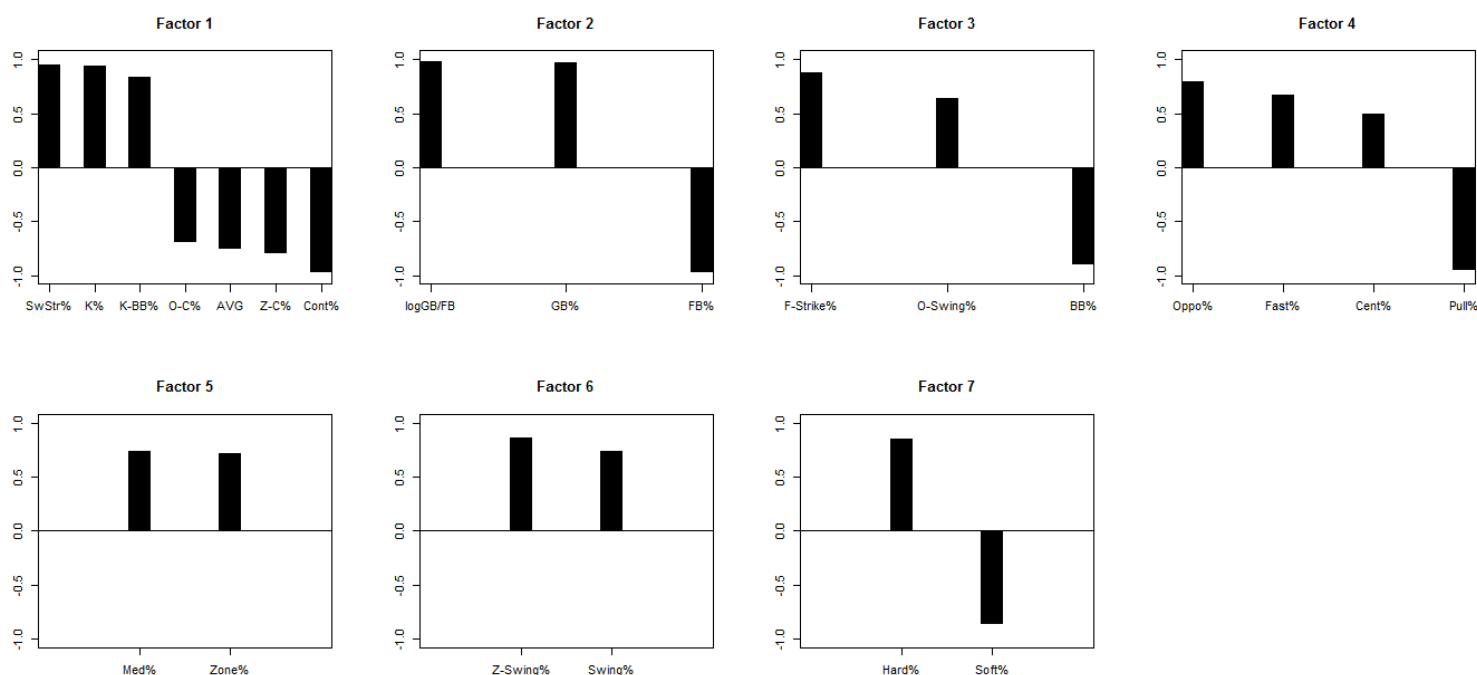 Factor 1
1.0
0.5
0.0
-0.5
-1.0
SwStr% K% K-BB% O-C% AVG Z-C% Cont%
Factor 2
1.0
0.5
0.0
-0.5
-1.0
logGB/FB GB% FB%
Factor 3
1.0
0.5
0.0
-0.5
-1.0
F-Strike% O-Swing% BB%
Factor 4
1.0
0.5
0.0
-0.5
-1.0
Oppo% Fast% Cent% Pull%
Factor 5
1.0
0.5
0.0
-0.5
-1.0
Med% Zone%
Factor 6
1.0
0.5
0.0
-0.5
-1.0
Z-Swing% Swing%
Factor 7
1.0
0.5
0.0
-0.5
-1.0
Hard% Soft%